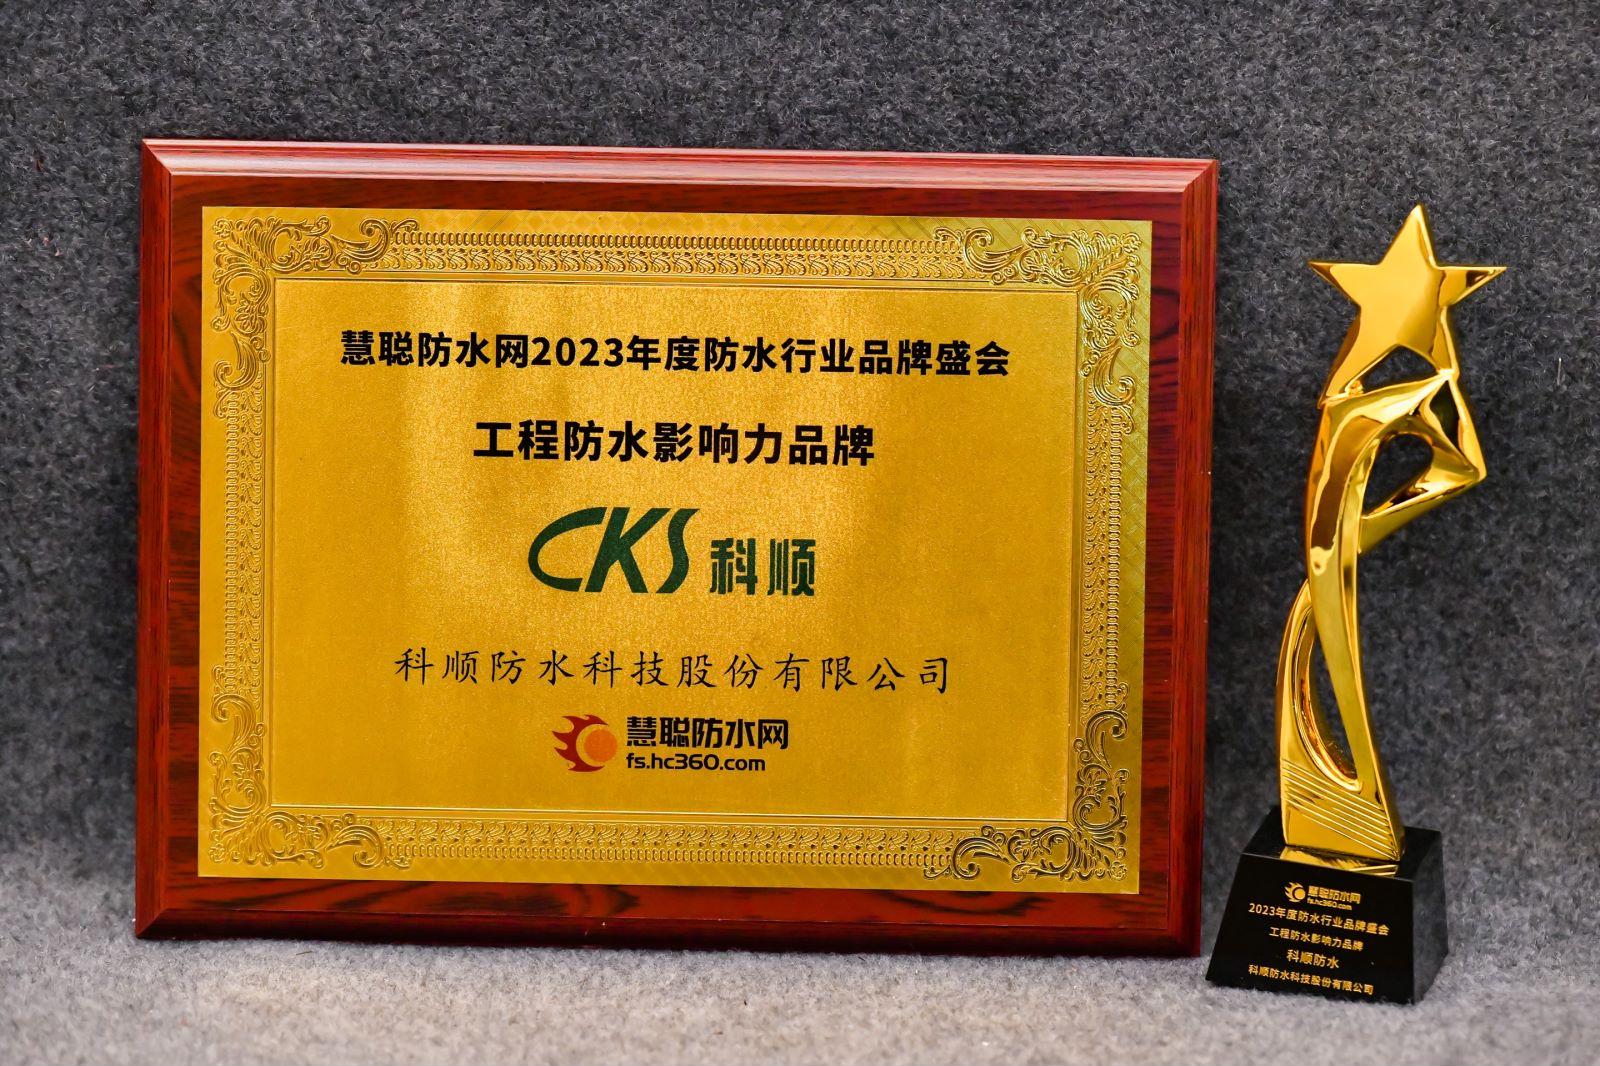 慧聪防水网2023年度防水行业品牌盛会
工程防水影响力品牌
CKS 科顺
科顺防水科技股份有限公司
慧聪防水网
fs.hc360.com
慧聪防水网
fs.hc360.com
2023年度防水行业品牌盛会
工程防水影响力品牌
科顺防水
科顺防水科技股份有限公司